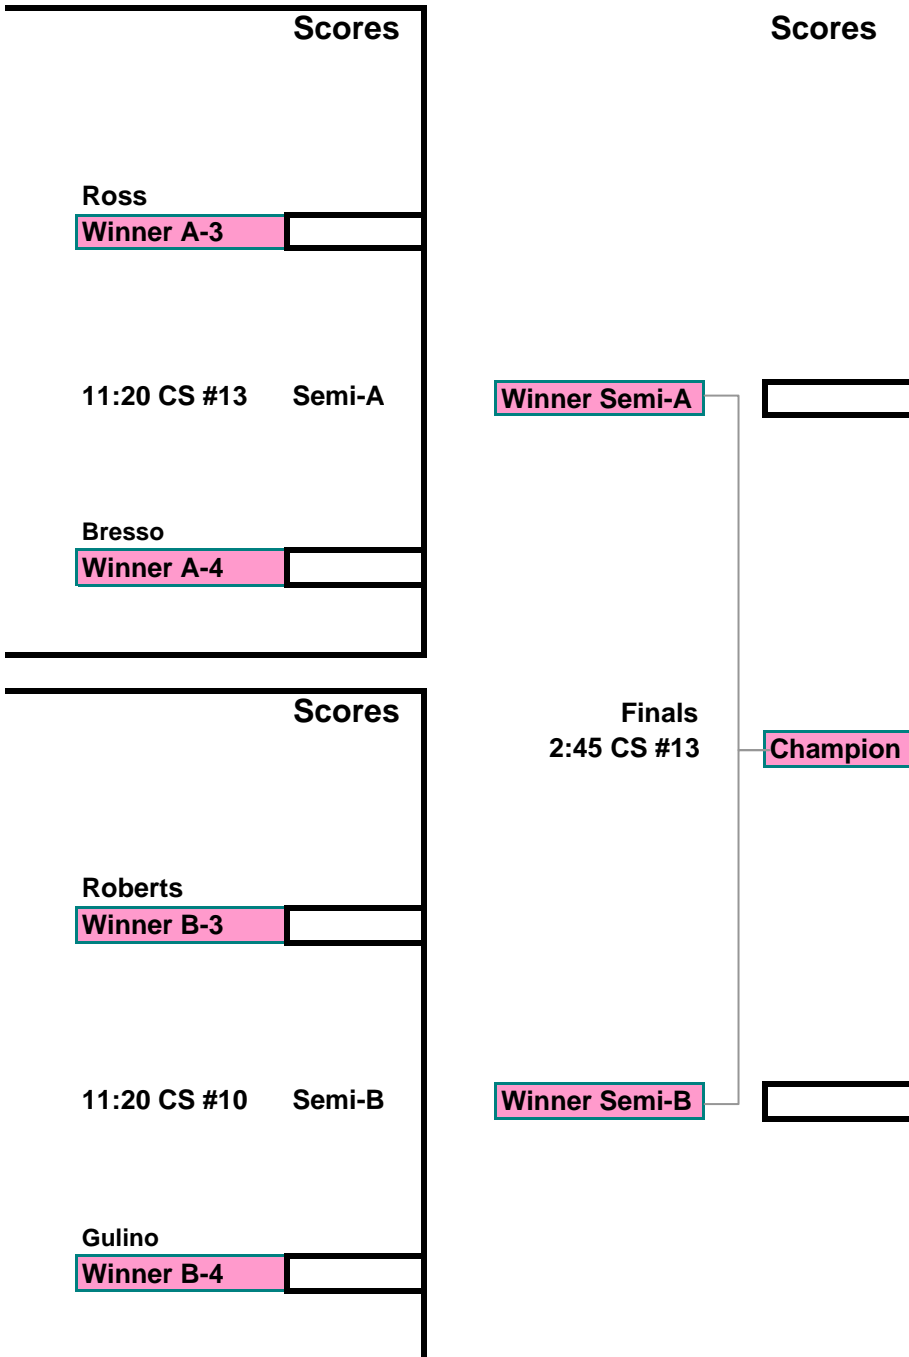 Scores
Scores
Ross
Winner A-3
11:20 CS #13 Semi-A
Winner Semi-A
Bresso
Winner A-4
Scores
Finals
2:45 CS #13
Champion
Roberts
Winner B-3
11:20 CS #10 Semi-B
Winner Semi-B
Gulino
Winner B-4